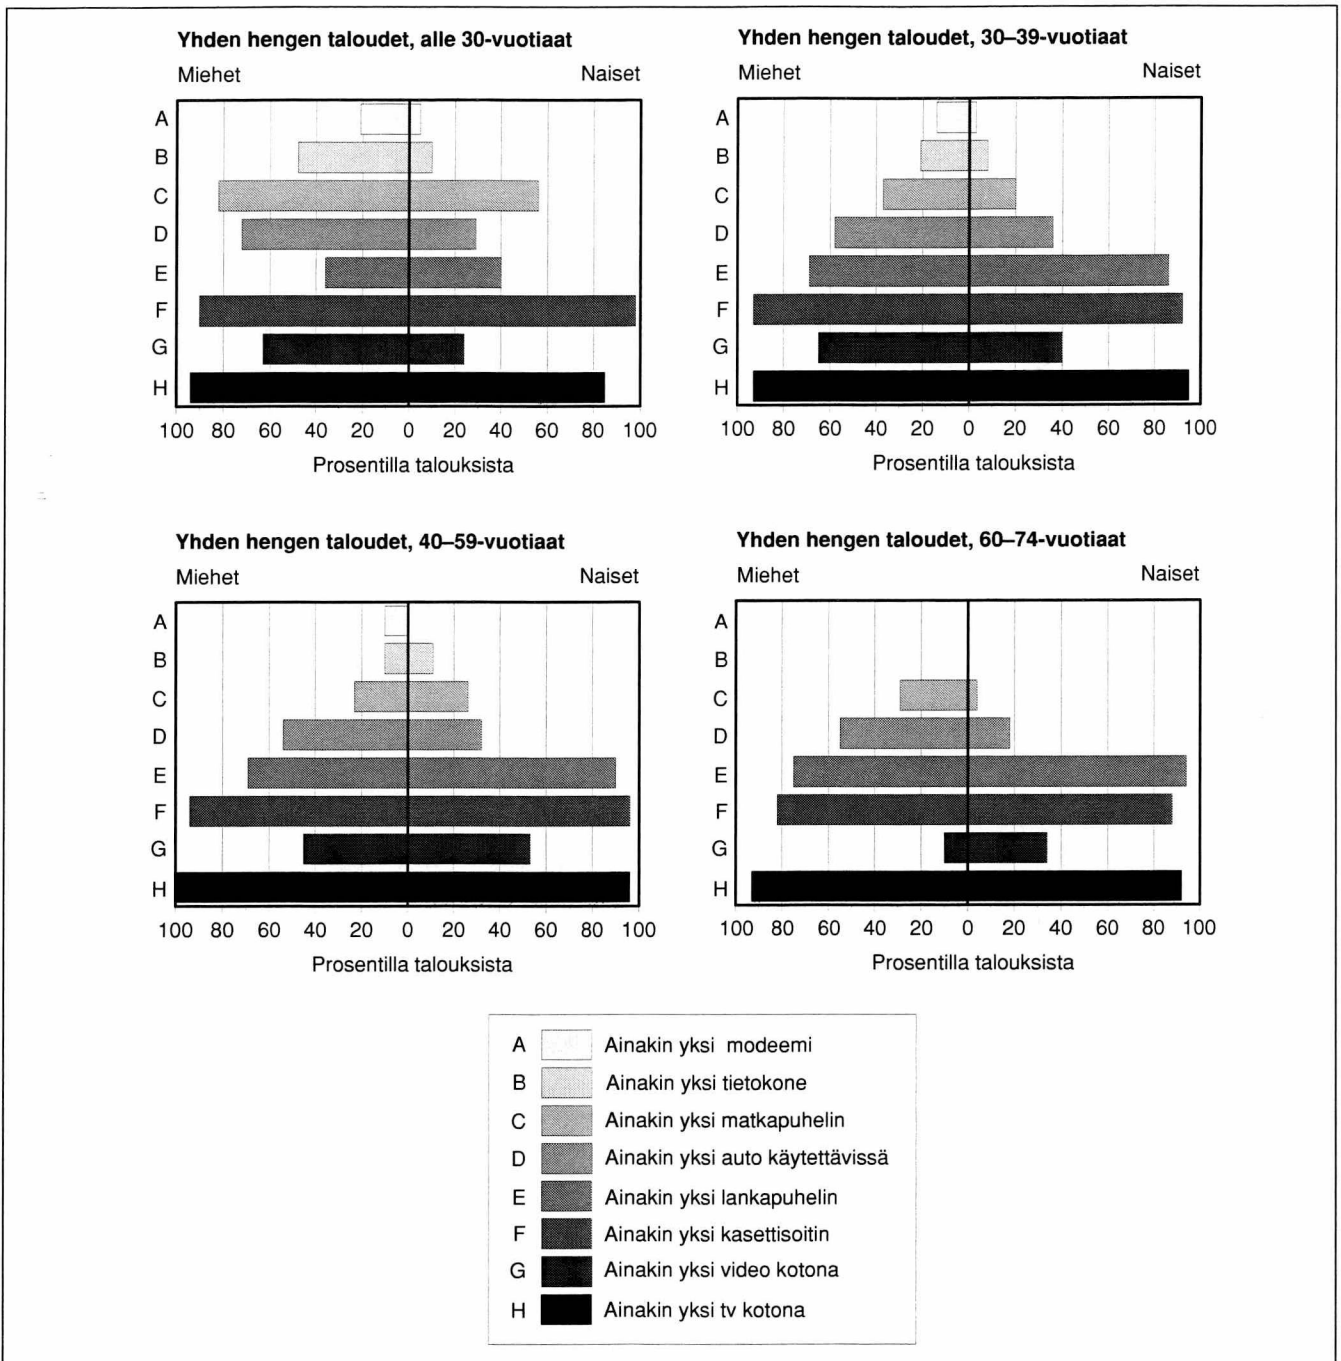 Yhden hengen taloudet, alle 30-vuotiaat
Miehet Naiset
A
B
C
D
E
F
G
H
100 80 60 40 20 0 20 40 60 80 100
Prosentilla talouksista
Yhden hengen taloudet, 30–39-vuotiaat
Miehet Naiset
A
B
C
D
E
F
G
H
100 80 60 40 20 0 20 40 60 80 100
Prosentilla talouksista
Yhden hengen taloudet, 40–59-vuotiaat
Miehet Naiset
A
B
C
D
E
F
G
H
100 80 60 40 20 0 20 40 60 80 100
Prosentilla talouksista
Yhden hengen taloudet, 60–74-vuotiaat
Miehet Naiset
A
B
C
D
E
F
G
H
100 80 60 40 20 0 20 40 60 80 100
Prosentilla talouksista
A Ainakin yksi modeemi
B Ainakin yksi tietokone
C Ainakin yksi matkapuhelin
D Ainakin yksi auto käytettävissä
E Ainakin yksi lankapuhelin
F Ainakin yksi kasettisoitin
G Ainakin yksi video kotona
H Ainakin yksi tv kotona